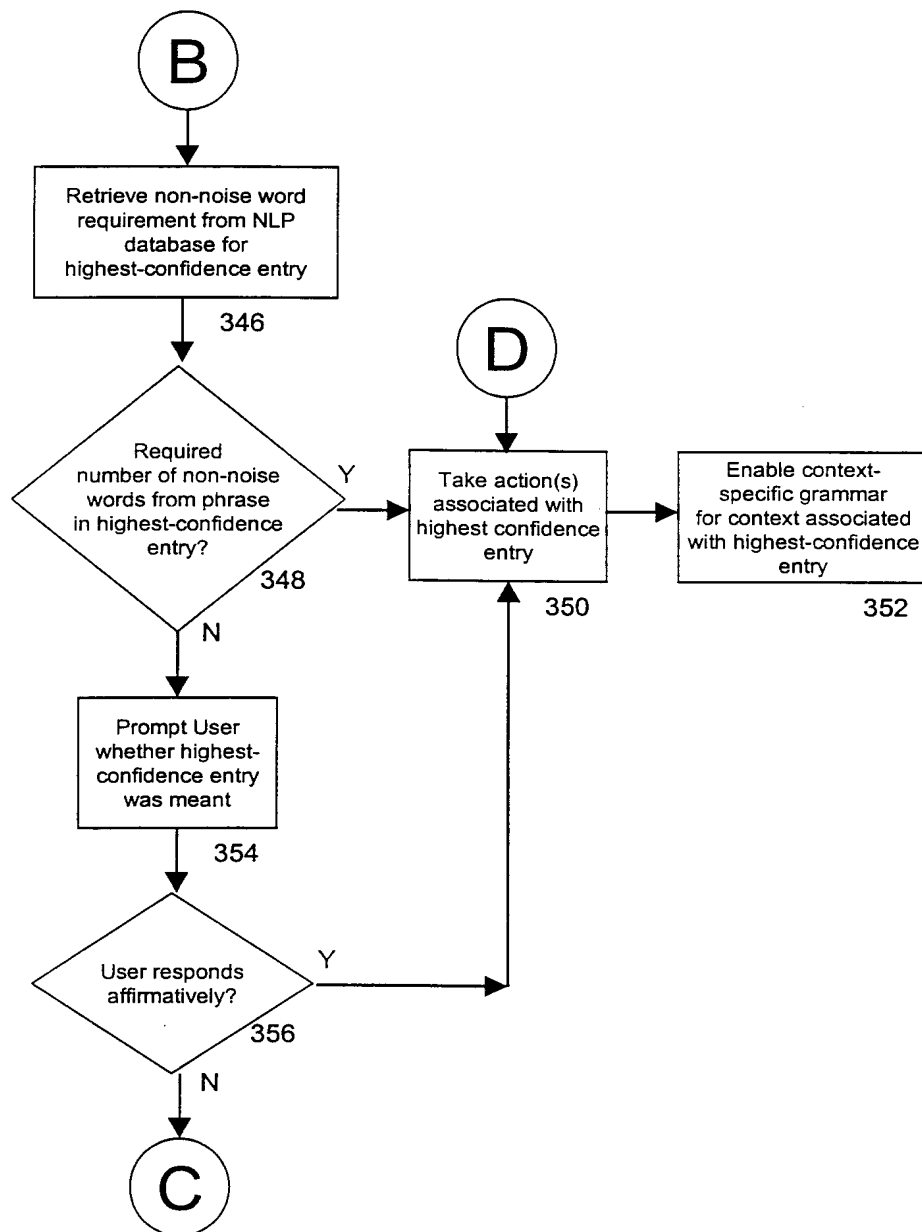 B
Retrieve non-noise word
requirement from NLP
database for
highest-confidence entry
346
D
Required
number of non-noise
words from phrase
in highest-confidence
entry?
348
Y
N
Take action(s)
associated with
highest confidence
entry
350
Enable context-
specific grammar
for context associated
with highest-confidence
entry
352
Prompt User
whether highest-
confidence entry
was meant
354
User responds
affirmatively?
356
Y
N
C